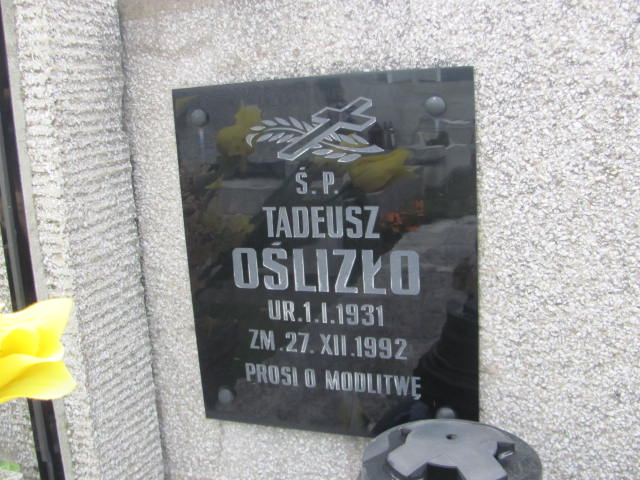 Ś. P.
TADEUSZ
OŚLIZŁO
UR. 1. I. 1931
ZM. 27. XII. 1992
PROSI O MODLITWĘ